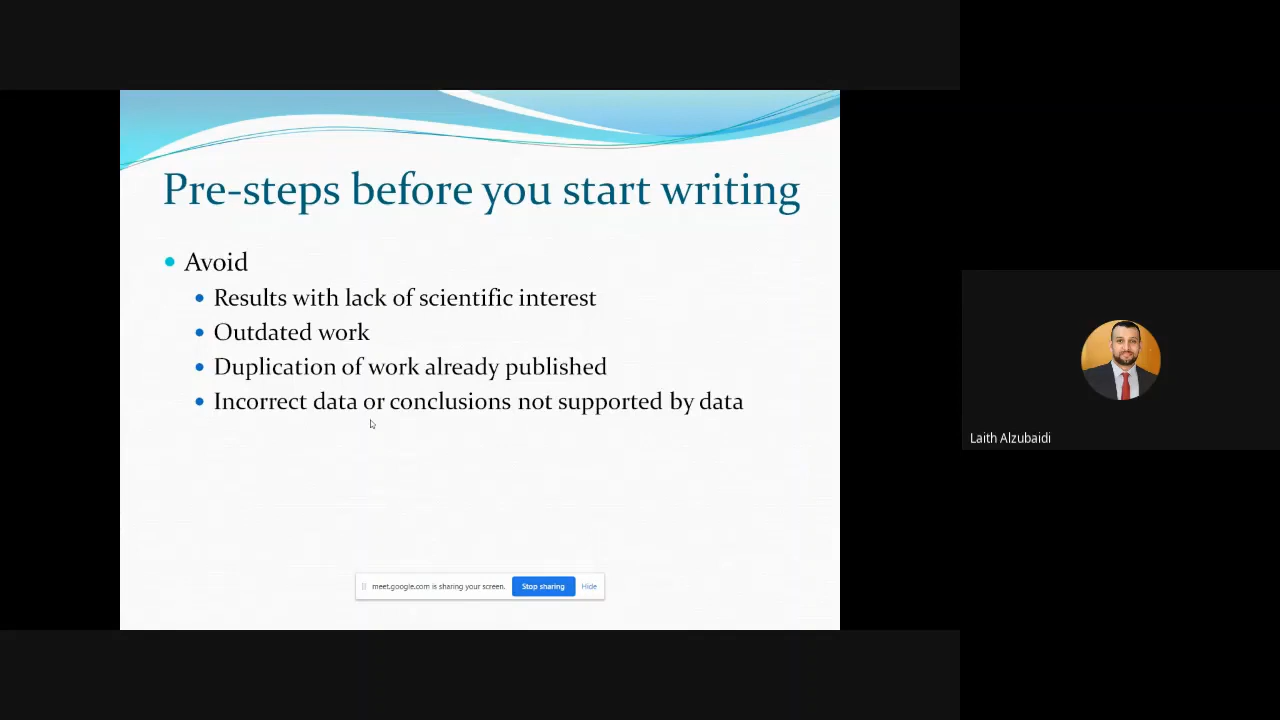 Pre-steps before you start writing
Avoid
Results with lack of scientific interest
Outdated work
Duplication of work already published
Incorrect data or conclusions not supported by data
meet.google.com is sharing your screen. Stop sharing Hide
Laith Alzubaidi